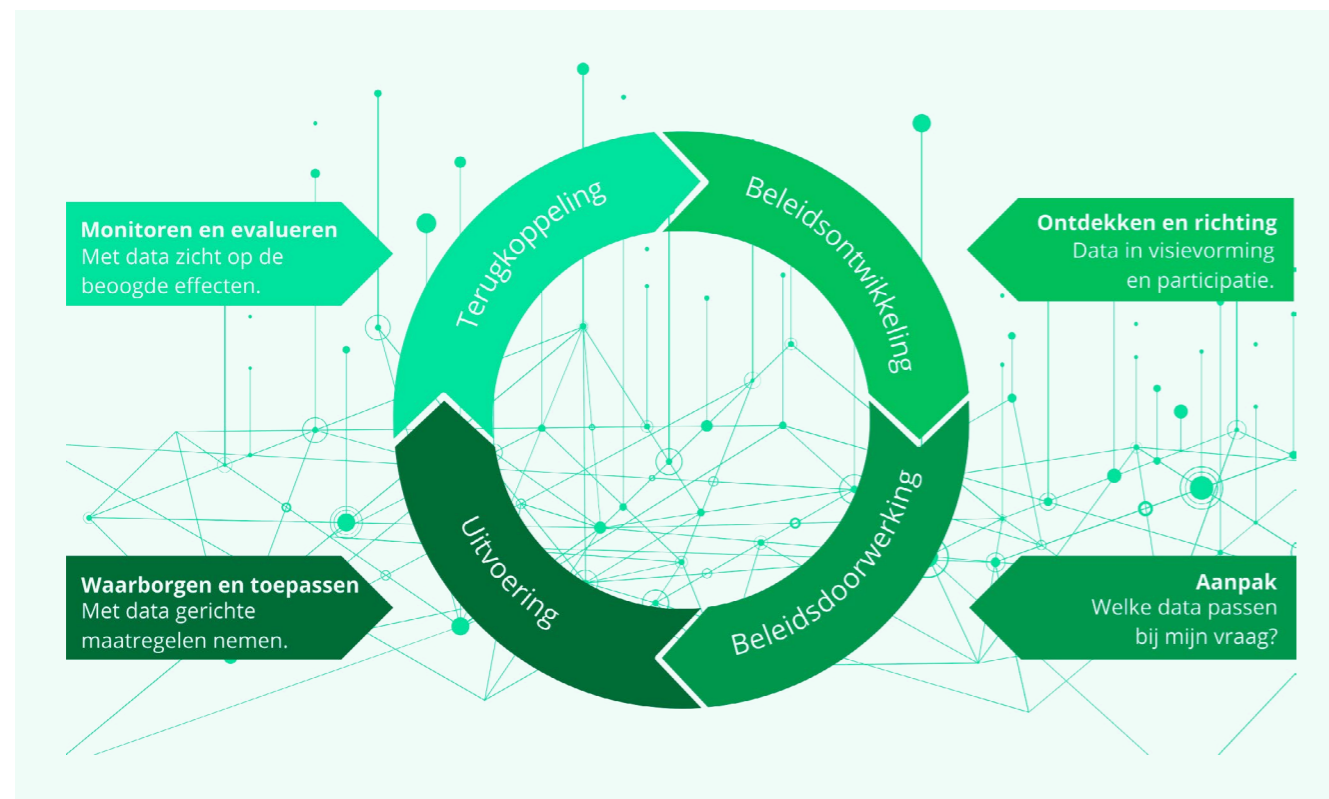 Monitoren en evalueren
Met data zicht op de
beoogde effecten.
Terugkoppeling
Beleidsontwikkeling
Ontdekken en richting
Data in visievorming
en participatie.
Waarborgen en toepassen
Met data gerichte
maatregelen nemen.
Uitvoering
Beleidsdoorwerking
Aanpak
Welke data passen
bij mijn vraag?